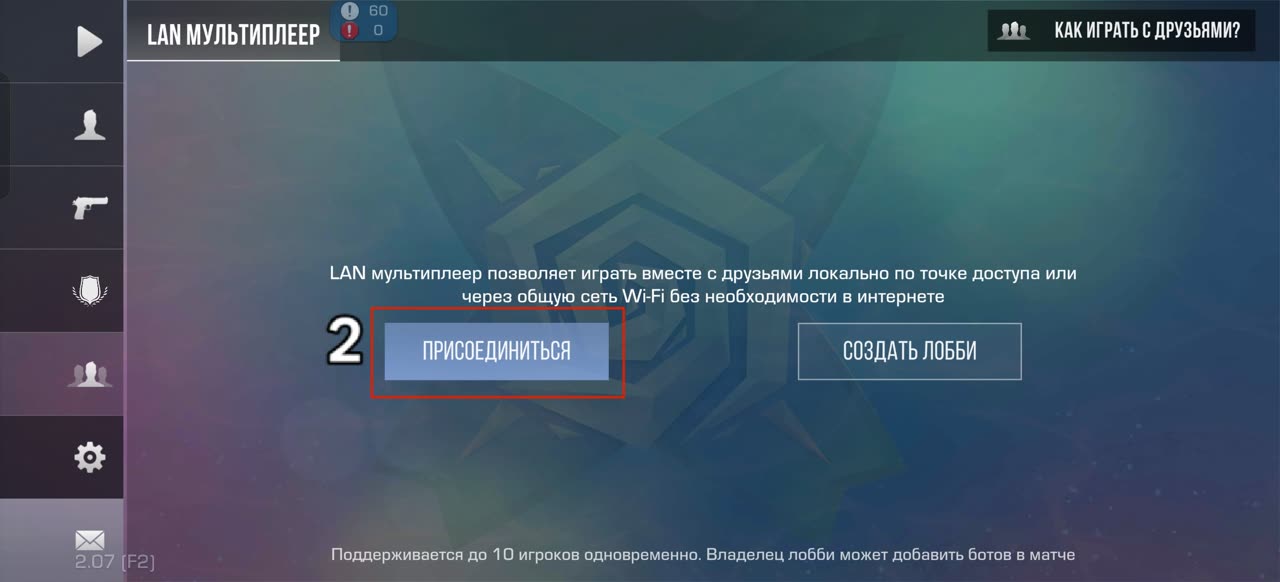 LAN МУЛЬТИПЛЕЕР
60
0
КАК ИГРАТЬ С ДРУЗЬЯМИ?
LAN мультиплеер позволяет играть вместе с друзьями локально по точке доступа или
через общую сеть Wi-Fi без необходимости в интернете
2
ПРИСОЕДИНИТЬСЯ
СОЗДАТЬ ЛОББИ
2.07 (F2)
Поддерживается до 10 игроков одновременно. Владелец лобби может добавить ботов в матче